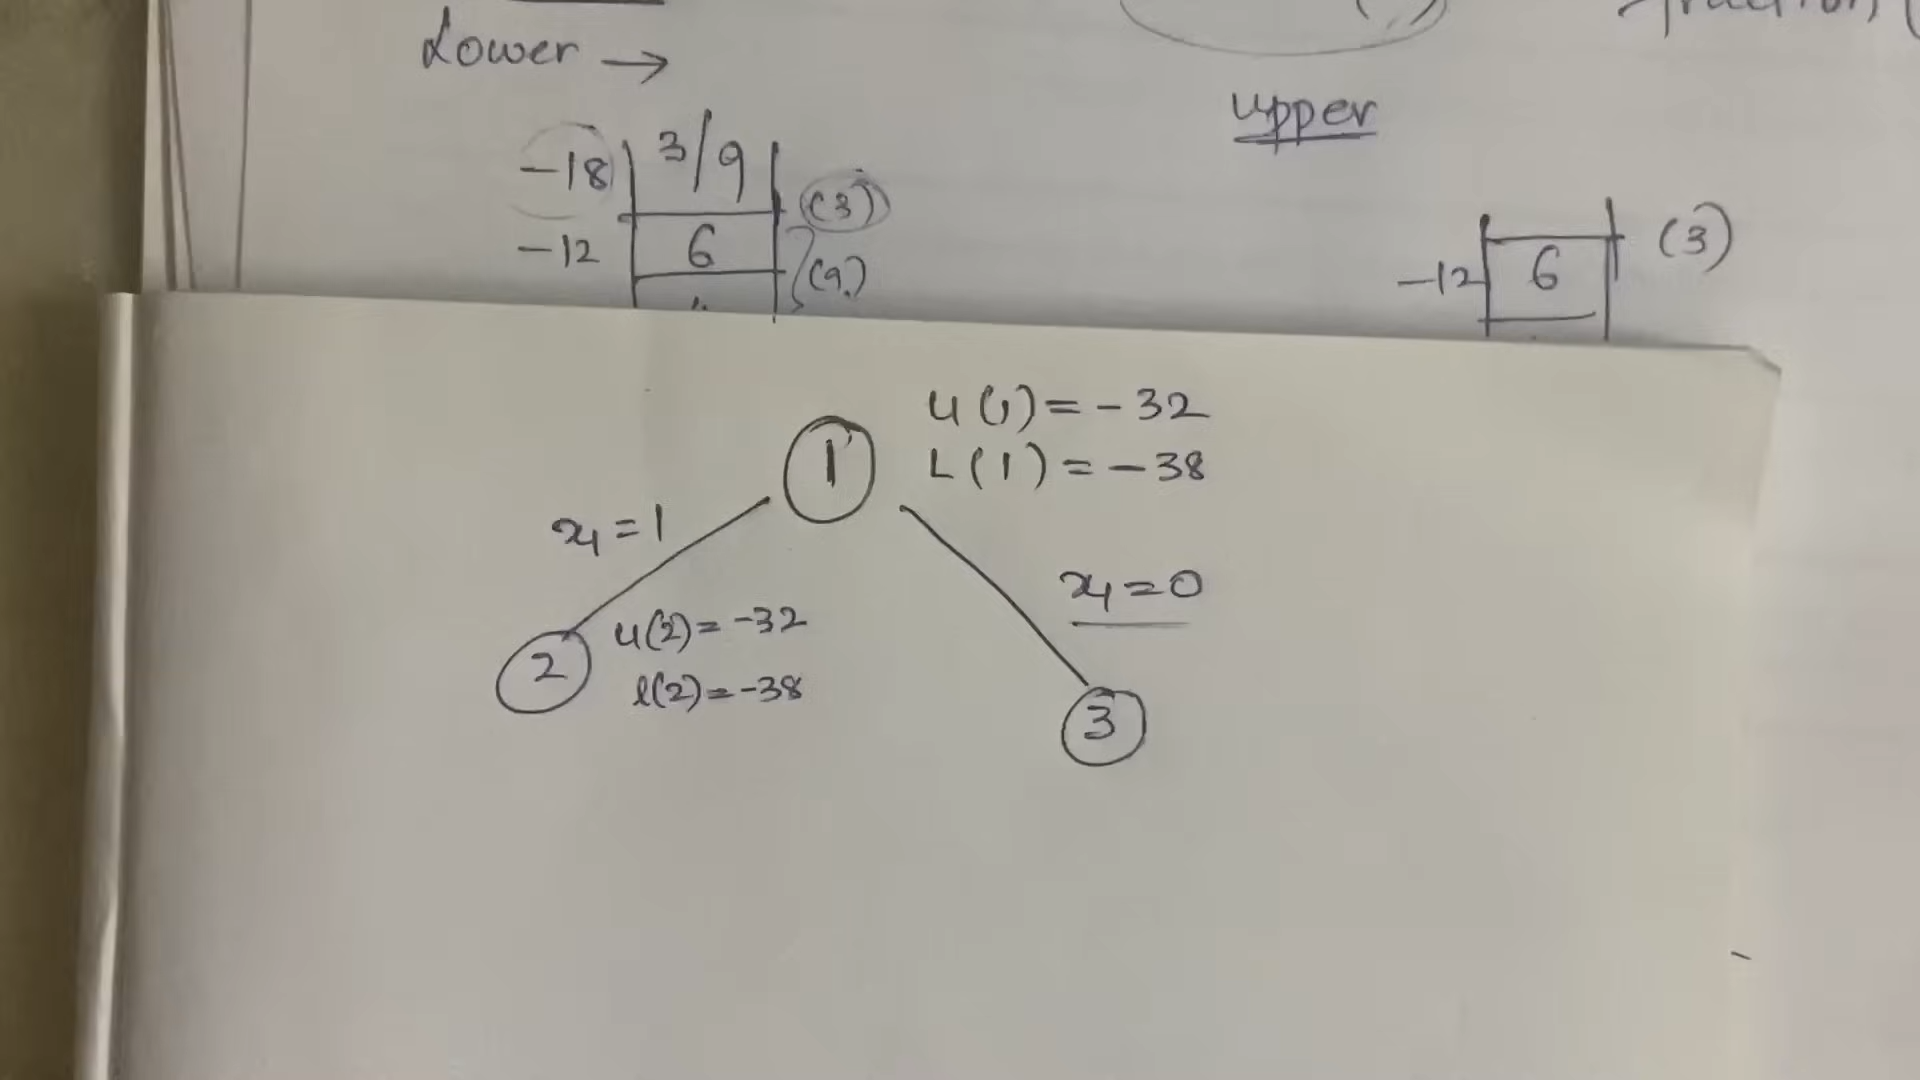 Lower →
upper
-18 3/9 (3)
-12 6 (9)
-12 6 (3)
1
U(1) = -32
L(1) = -38
x1 = 1
x1 = 0
2
U(2) = -32
l(2) = -38
3